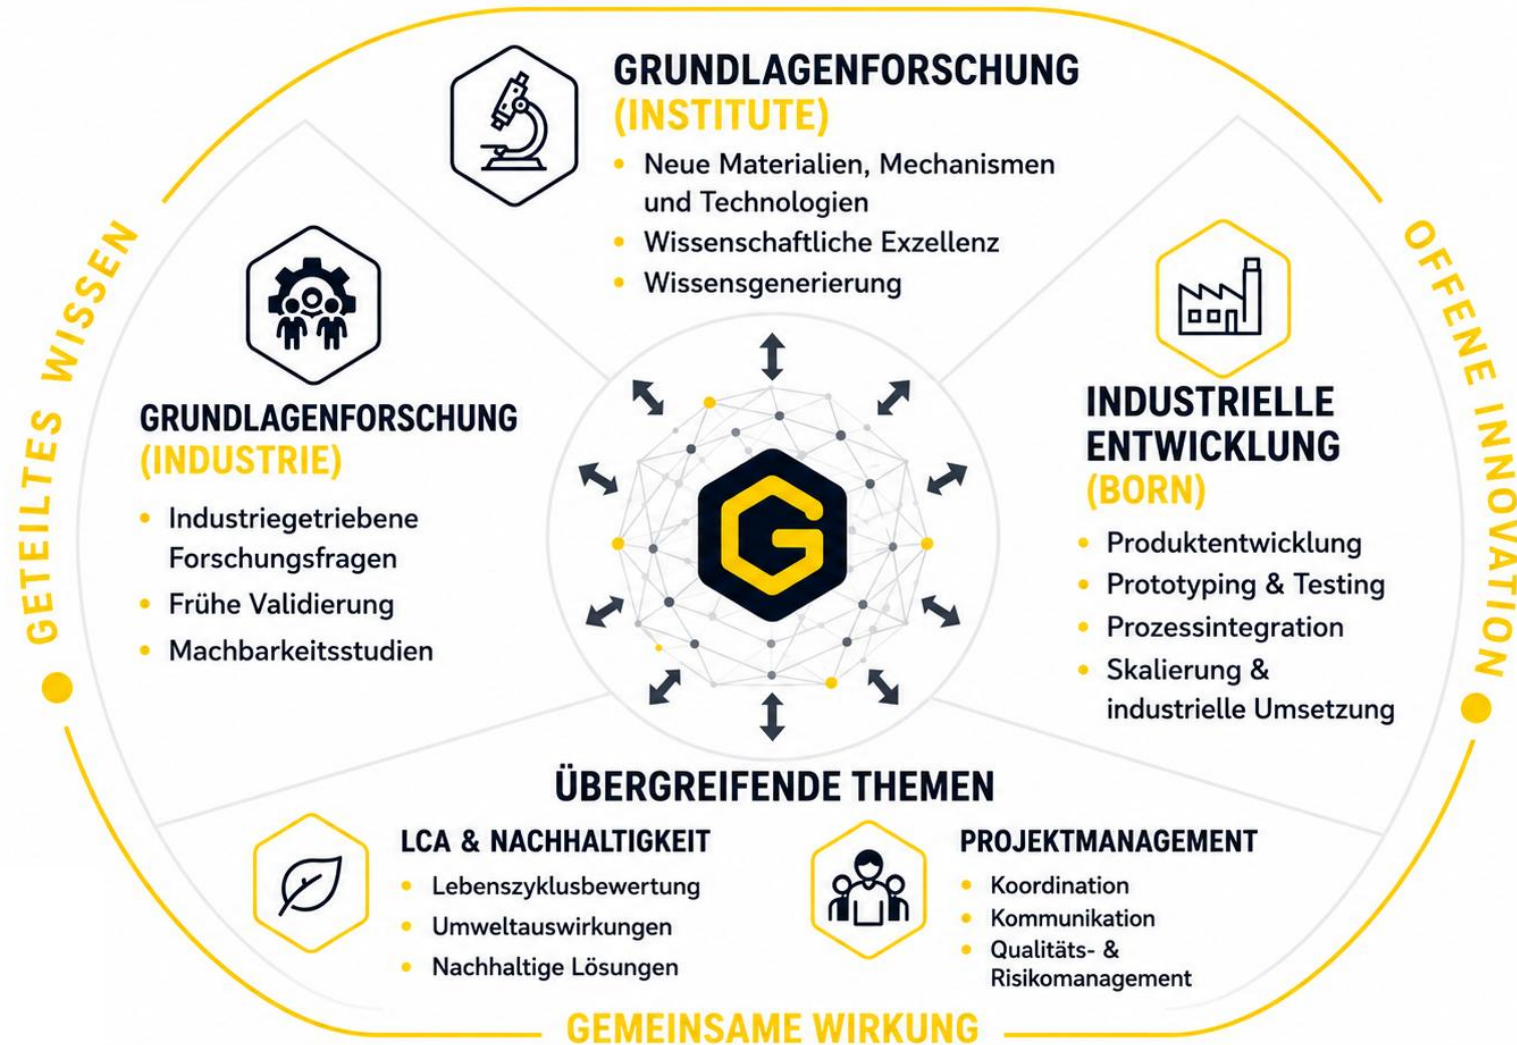 GRUNDLAGENFORSCHUNG
(INSTITUTE)
Neue Materialien, Mechanismen
und Technologien
Wissenschaftliche Exzellenz
Wissensgenerierung
GETEILTES WISSEN
OFFENE INNOVATION
GRUNDLAGENFORSCHUNG
(INDUSTRIE)
Industriegetriebene
Forschungsfragen
Frühe Validierung
Machbarkeitsstudien
G
INDUSTRIELLE
ENTWICKLUNG
(BORN)
Produktentwicklung
Prototyping & Testing
Prozessintegration
Skalierung &
industrielle Umsetzung
ÜBERGREIFENDE THEMEN
LCA & NACHHALTIGKEIT
Lebenszyklusbewertung
Umweltauswirkungen
Nachhaltige Lösungen
PROJEKTMANAGEMENT
Koordination
Kommunikation
Qualitäts- &
Risikomanagement
GEMEINSAME WIRKUNG